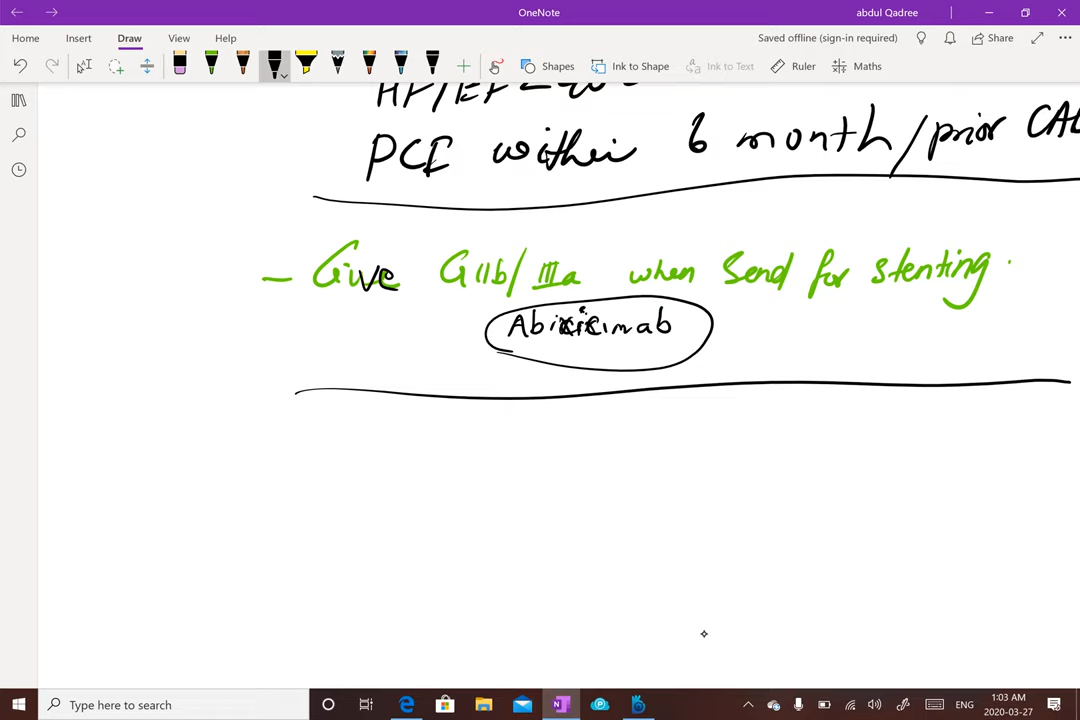 OneNote
abdul Qadree
Home Insert Draw View Help
Saved offline (sign-in required)
Share
Shapes
Ink to Shape
Ink to Text
Ruler
Maths
PCI within 6 month/prior CA
- Give GIIb/IIIa when send for stenting.
Type here to search
ENG
1:03 AM
2020-03-27